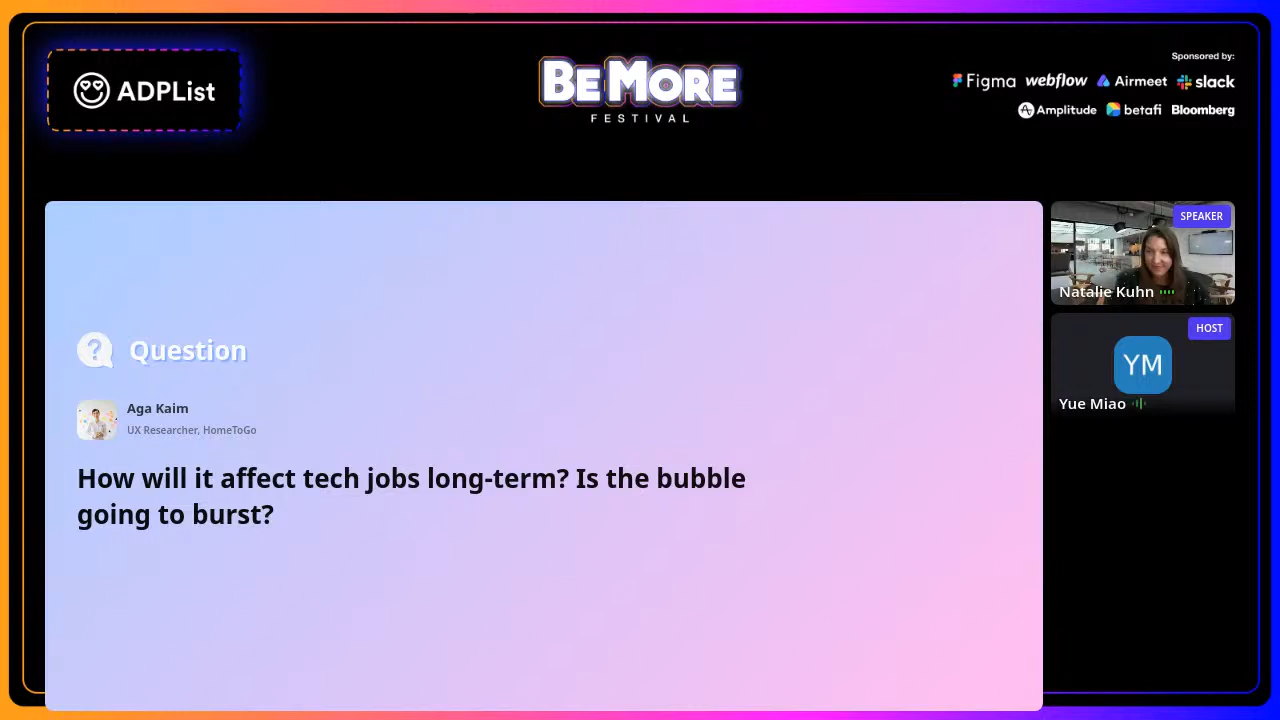 ADPList
BE MORE
FESTIVAL
Sponsored by:
Figma webflow Airmeet slack
Amplitude betafi Bloomberg
Question
Aga Kaim
UX Researcher, HomeToGo
How will it affect tech jobs long-term? Is the bubble
going to burst?
SPEAKER
Natalie Kuhn
HOST
YM
Yue Miao